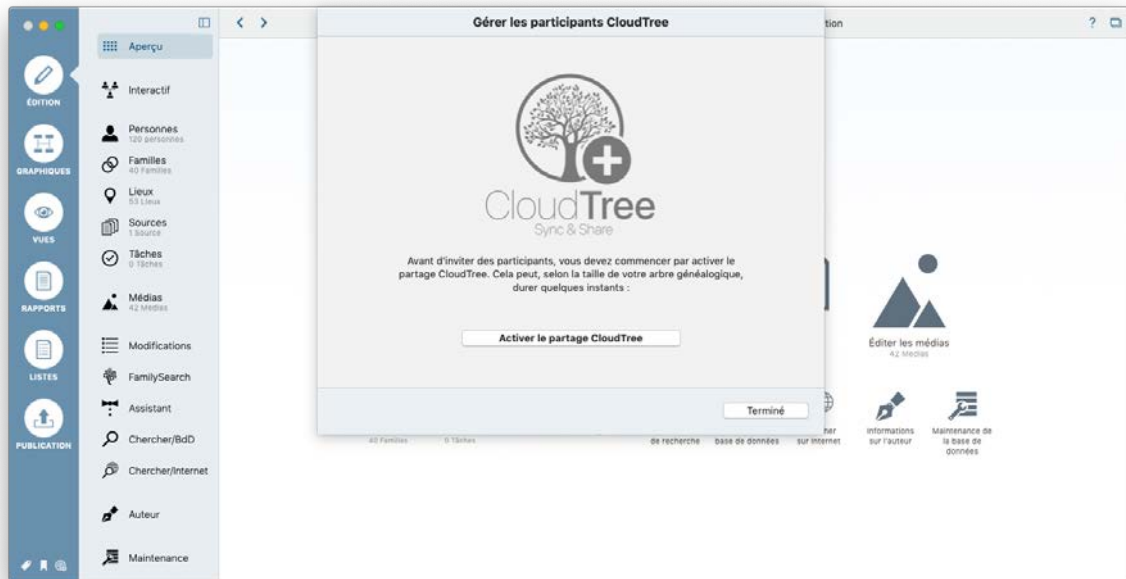 Gérer les participants CloudTree
tion
?
ÉDITION
GRAPHIQUES
VUES
RAPPORTS
LISTES
PUBLICATION
Aperçu
Interactif
Personnes
120 personnes
Familles
40 Familles
Lieux
53 Lieux
Sources
1 Source
Tâches
0 Tâches
Médias
42 Medias
Modifications
FamilySearch
Assistant
Chercher/BdD
Chercher/Internet
Auteur
Maintenance
CloudTree
Sync & Share
Avant d'inviter des participants, vous devez commencer par activer le
partage CloudTree. Cela peut, selon la taille de votre arbre généalogique,
durer quelques instants :
Activer le partage CloudTree
Terminé
Éditer les médias
42 Medias
40 Familles
0 Tâches
de recherche
base de données
her
sur Internet
Informations
sur l'auteur
Maintenance de
la base de
données